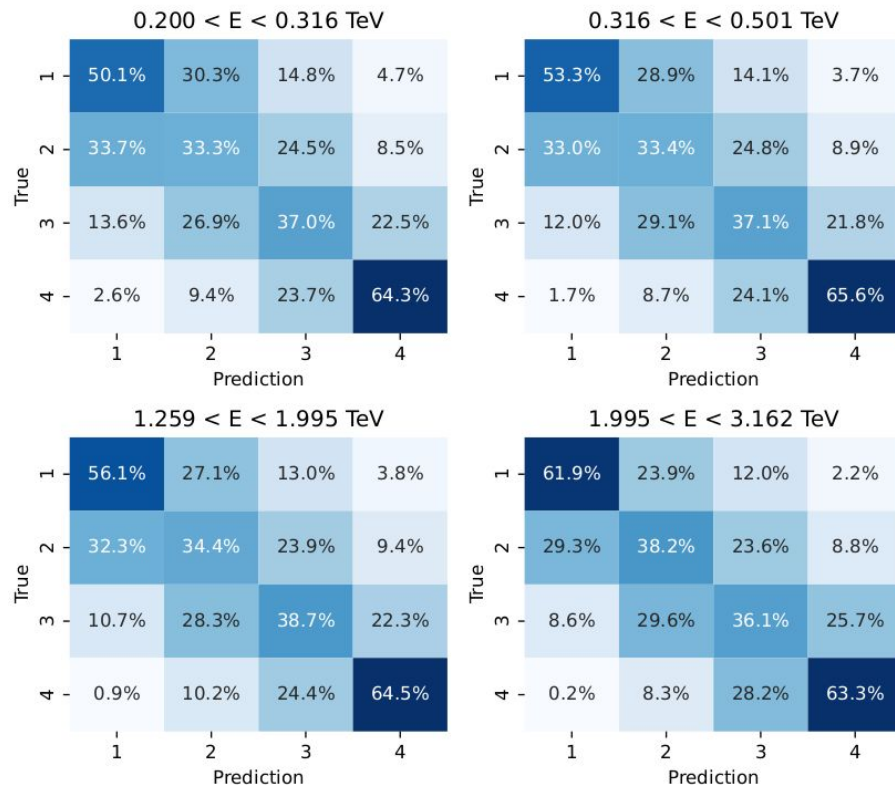 0.200 < E < 0.316 TeV
1 50.1% 30.3% 14.8% 4.7%
2 33.7% 33.3% 24.5% 8.5%
3 13.6% 26.9% 37.0% 22.5%
4 2.6% 9.4% 23.7% 64.3%
True
1 2 3 4
Prediction
0.316 < E < 0.501 TeV
1 53.3% 28.9% 14.1% 3.7%
2 33.0% 33.4% 24.8% 8.9%
3 12.0% 29.1% 37.1% 21.8%
4 1.7% 8.7% 24.1% 65.6%
True
1 2 3 4
Prediction
1.259 < E < 1.995 TeV
1 56.1% 27.1% 13.0% 3.8%
2 32.3% 34.4% 23.9% 9.4%
3 10.7% 28.3% 38.7% 22.3%
4 0.9% 10.2% 24.4% 64.5%
True
1 2 3 4
Prediction
1.995 < E < 3.162 TeV
1 61.9% 23.9% 12.0% 2.2%
2 29.3% 38.2% 23.6% 8.8%
3 8.6% 29.6% 36.1% 25.7%
4 0.2% 8.3% 28.2% 63.3%
True
1 2 3 4
Prediction